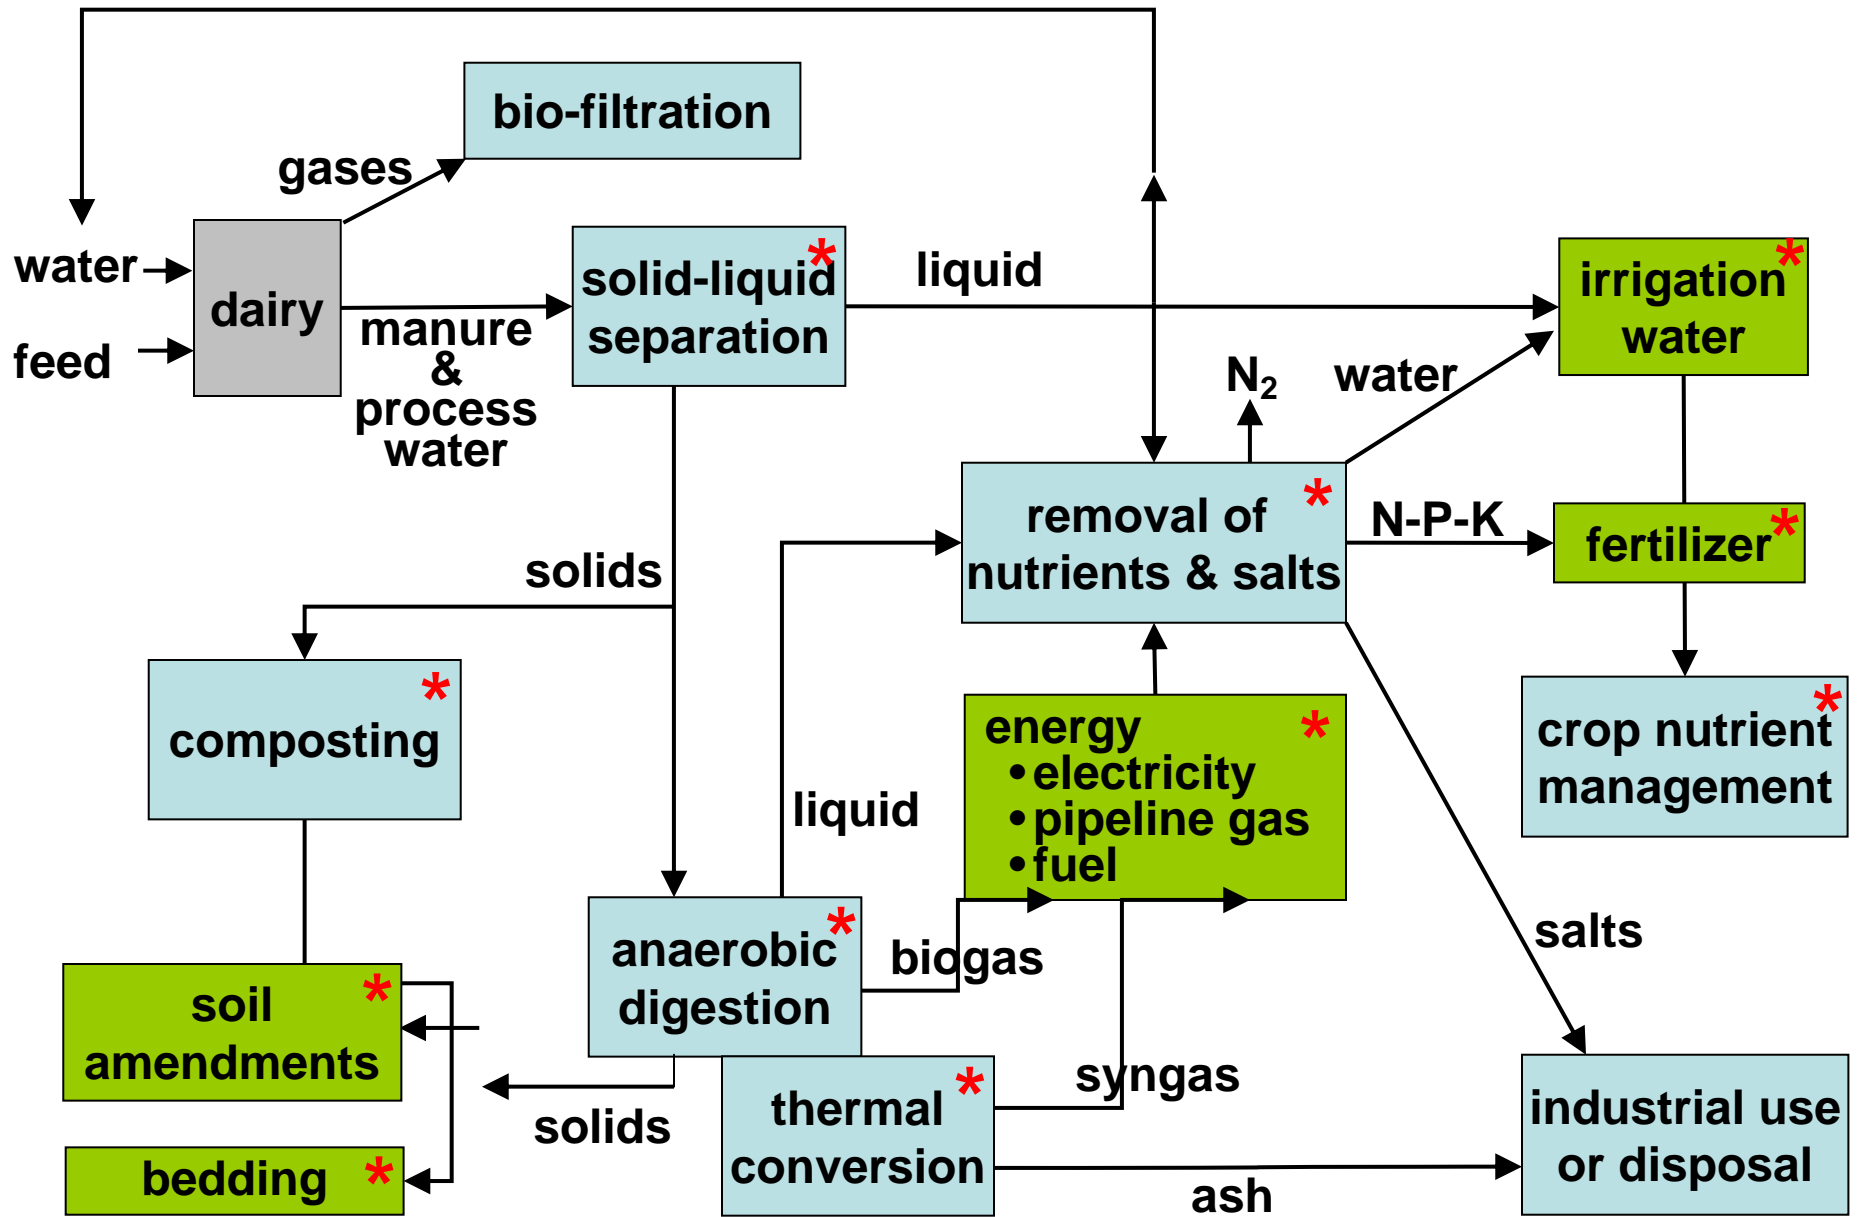 bio-filtration
gases
water
feed
dairy
manure
&
process
water
solid-liquid *
separation
liquid
irrigation *
water
N₂
water
removal of *
nutrients & salts
N-P-K
fertilizer *
solids
composting *
liquid
energy *
•electricity
•pipeline gas
•fuel
crop nutrient *
management
soil *
amendments
bedding *
anaerobic *
digestion
biogas
solids
thermal *
conversion
syngas
ash
salts
industrial use
or disposal